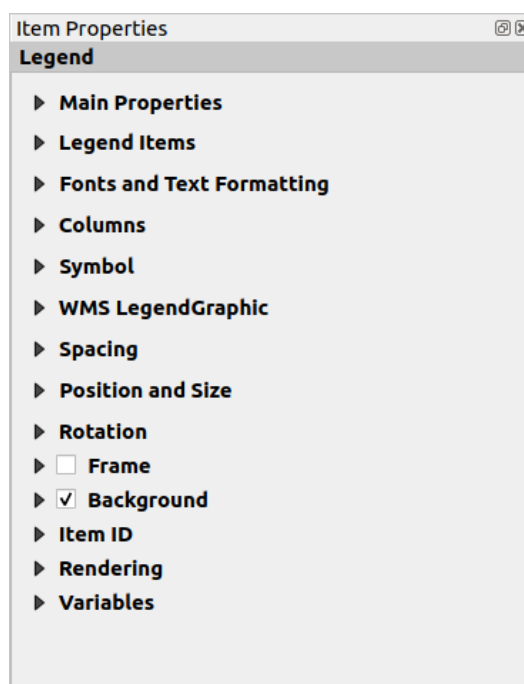 Item Properties
Legend
Main Properties
Legend Items
Fonts and Text Formatting
Columns
Symbol
WMS LegendGraphic
Spacing
Position and Size
Rotation
Frame
Background
Item ID
Rendering
Variables